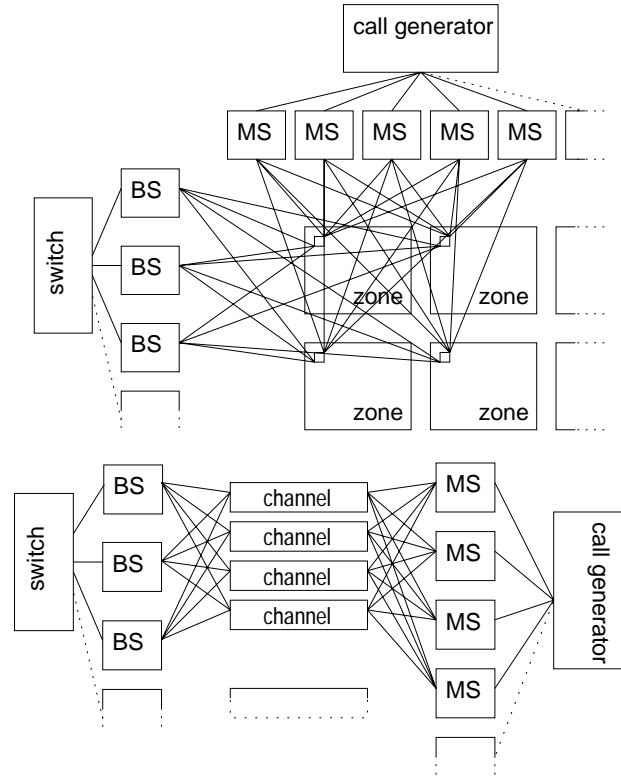 call generator
MS MS MS MS MS
BS
switch
BS
zone zone
BS
zone zone
BS
channel
MS
switch
channel
BS
channel
MS
call generator
channel
BS
MS
MS